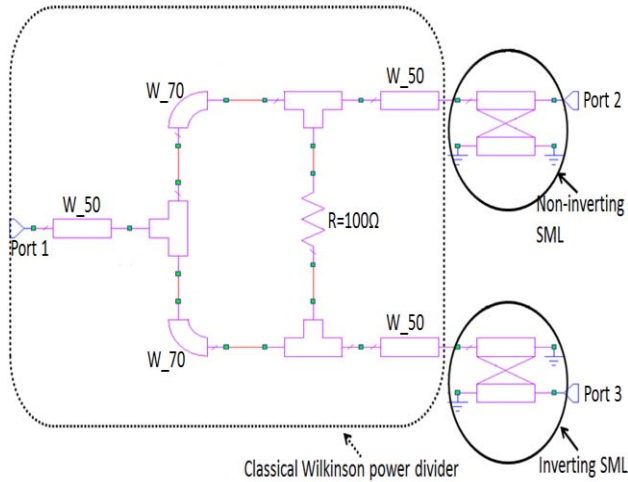 W_50
Port 2
W_70
Non-inverting
SML
W_50
Port 1
R=100Ω
W_50
W_70
Port 3
Classical Wilkinson power divider
Inverting SML